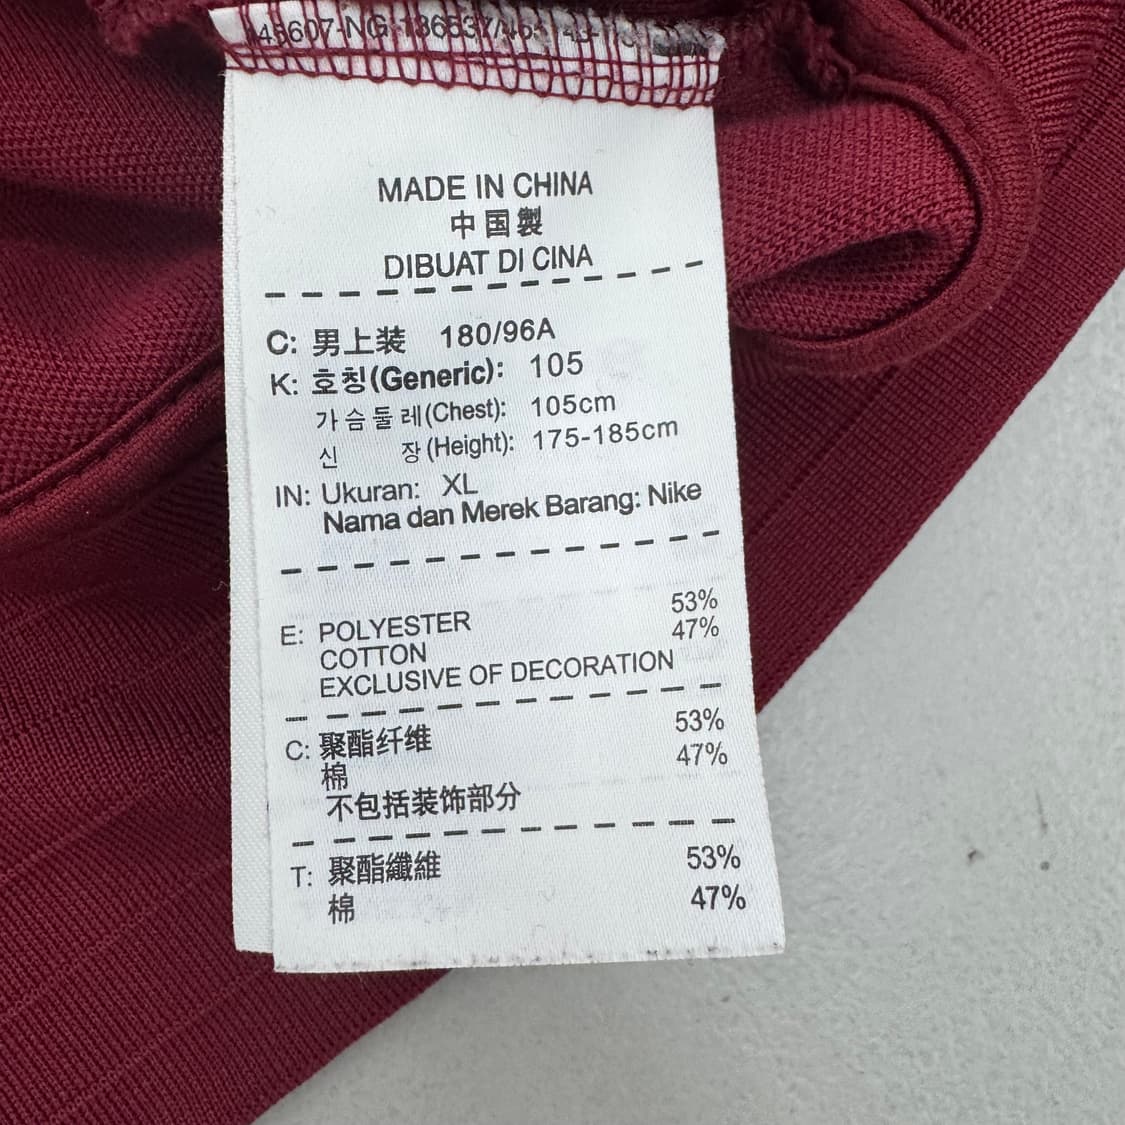 MADE IN CHINA
中国製
DIBUAT DI CINA
C: 男上装 180/96A
K: 호칭(Generic): 105
가슴둘레(Chest): 105cm
신 장(Height): 175-185cm
IN: Ukuran: XL
Nama dan Merek Barang: Nike
E: POLYESTER 53%
COTTON 47%
EXCLUSIVE OF DECORATION
C: 聚酯纤维 53%
棉 47%
不包括装饰部分
T: 聚酯纖維 53%
棉 47%